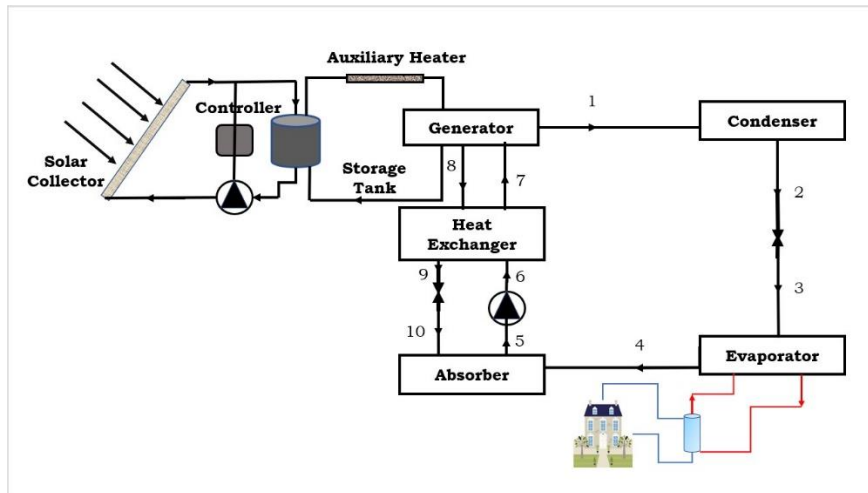 Auxiliary Heater
Controller
Generator
1
Condenser
Solar
Collector
Storage
Tank
8
7
2
Heat
Exchanger
9
6
3
10
5
4
Absorber
Evaporator